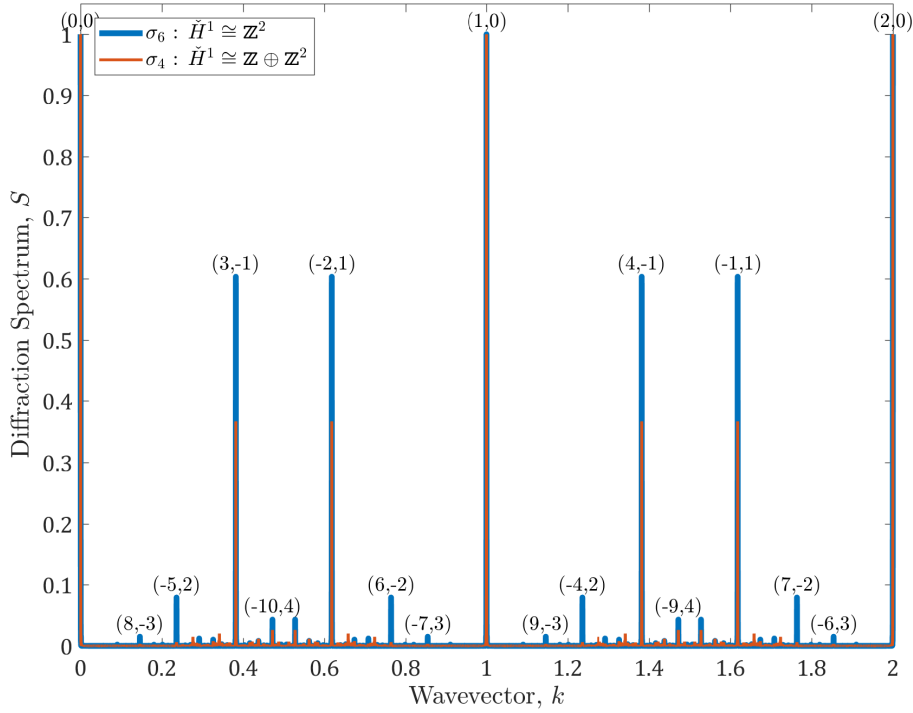 (0,0) (1,0) (2,0)
σ₆ : Ȟ¹ ≅ ℤ²
σ₄ : Ȟ¹ ≅ ℤ ⊕ ℤ²
1
0.9
0.8
0.7
0.6
0.5
0.4
0.3
0.2
0.1
0
Diffraction Spectrum, S
(3,-1) (-2,1) (4,-1) (-1,1)
(-5,2) (6,-2) (-4,2) (7,-2)
(8,-3) (-10,4) (-7,3) (9,-3) (-9,4) (-6,3)
0 0.2 0.4 0.6 0.8 1 1.2 1.4 1.6 1.8 2
Wavevector, k